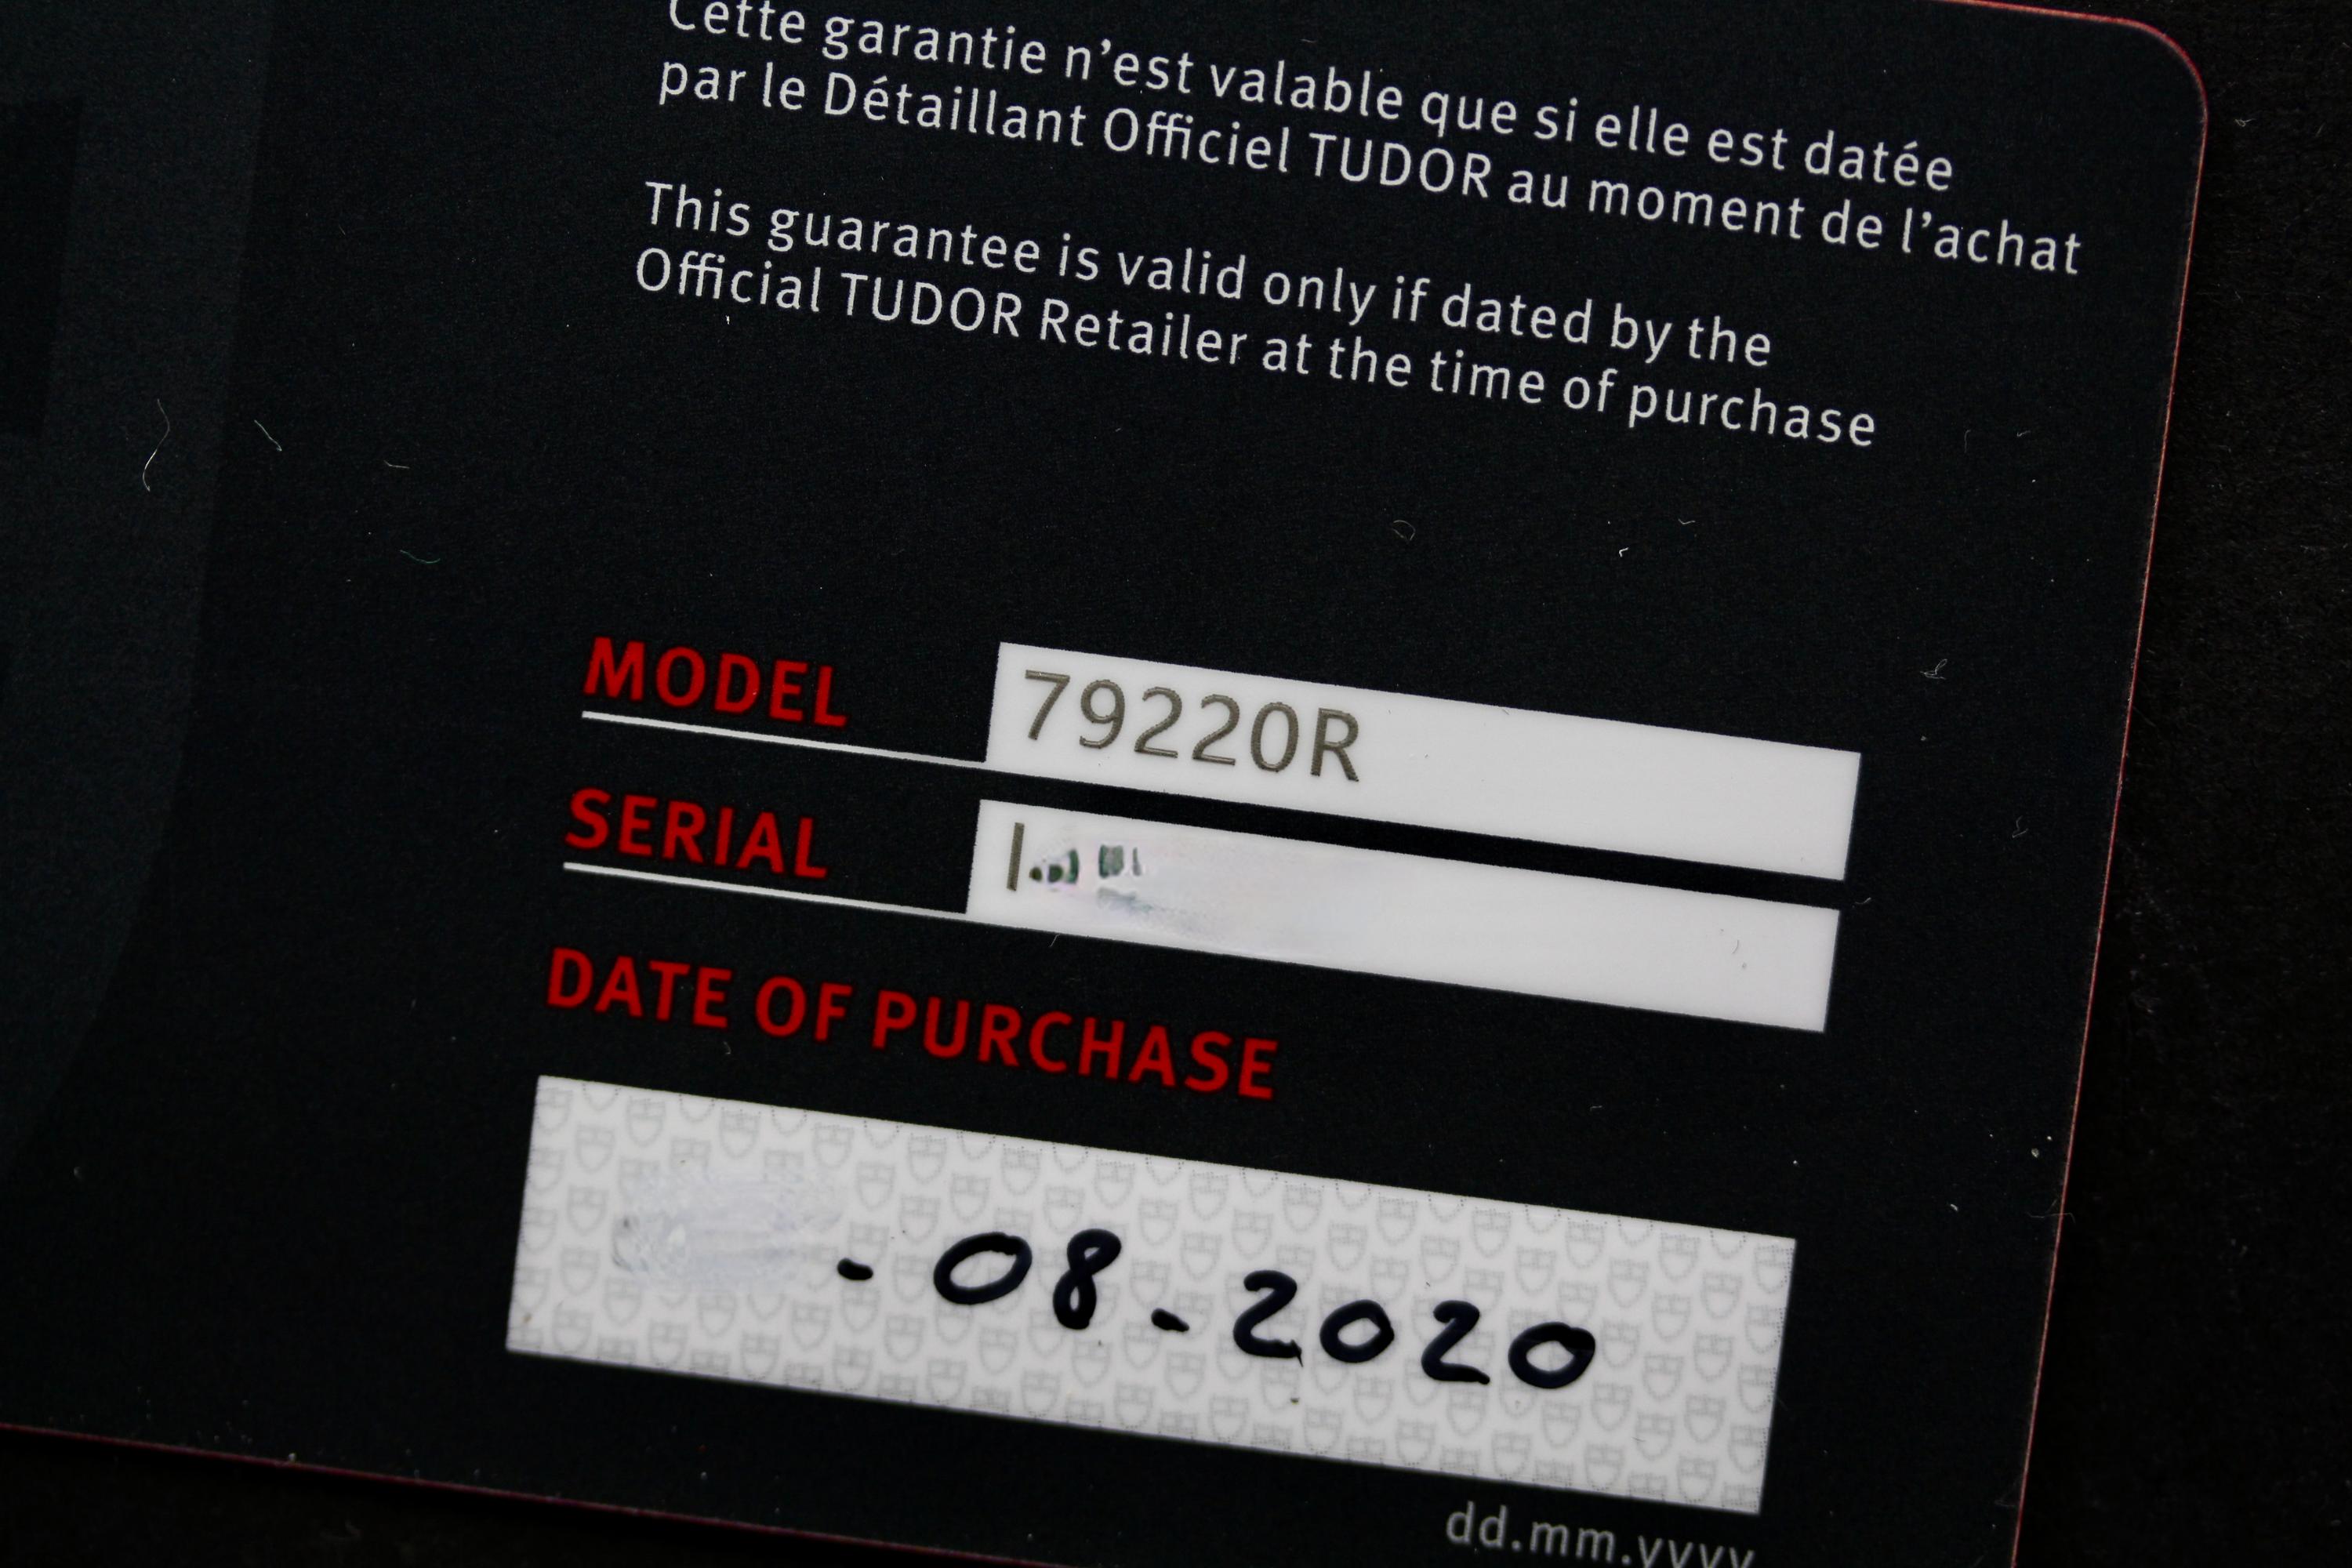 Cette garantie n'est valable que si elle est datée
par le Détaillant Officiel TUDOR au moment de l'achat
This guarantee is valid only if dated by the
Official TUDOR Retailer at the time of purchase
MODEL 79220R
SERIAL
DATE OF PURCHASE
- 08 - 2020
dd.mm.yyyy